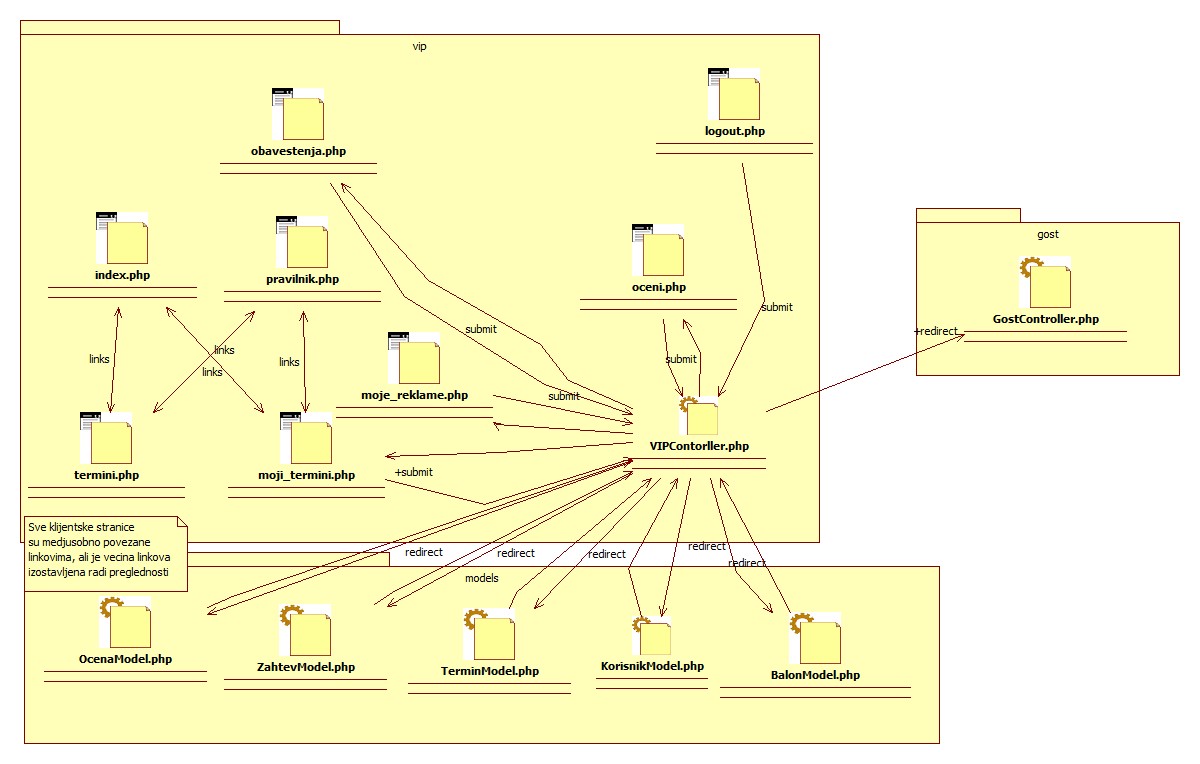 vip
logout.php
obavestenja.php
gost
index.php
pravilnik.php
oceni.php
GostController.php
submit
submit
+redirect
links
links
links
links
submit
moje_reklame.php
submit
VIPContorller.php
termini.php
moji_termini.php
+submit
Sve klijentske stranice
su medjusobno povezane
linkovima, ali je vecina linkova
izostavljena radi preglednosti
redirect
redirect
redirect
redirect
redirect
models
OcenaModel.php
ZahtevModel.php
TerminModel.php
KorisnikModel.php
BalonModel.php